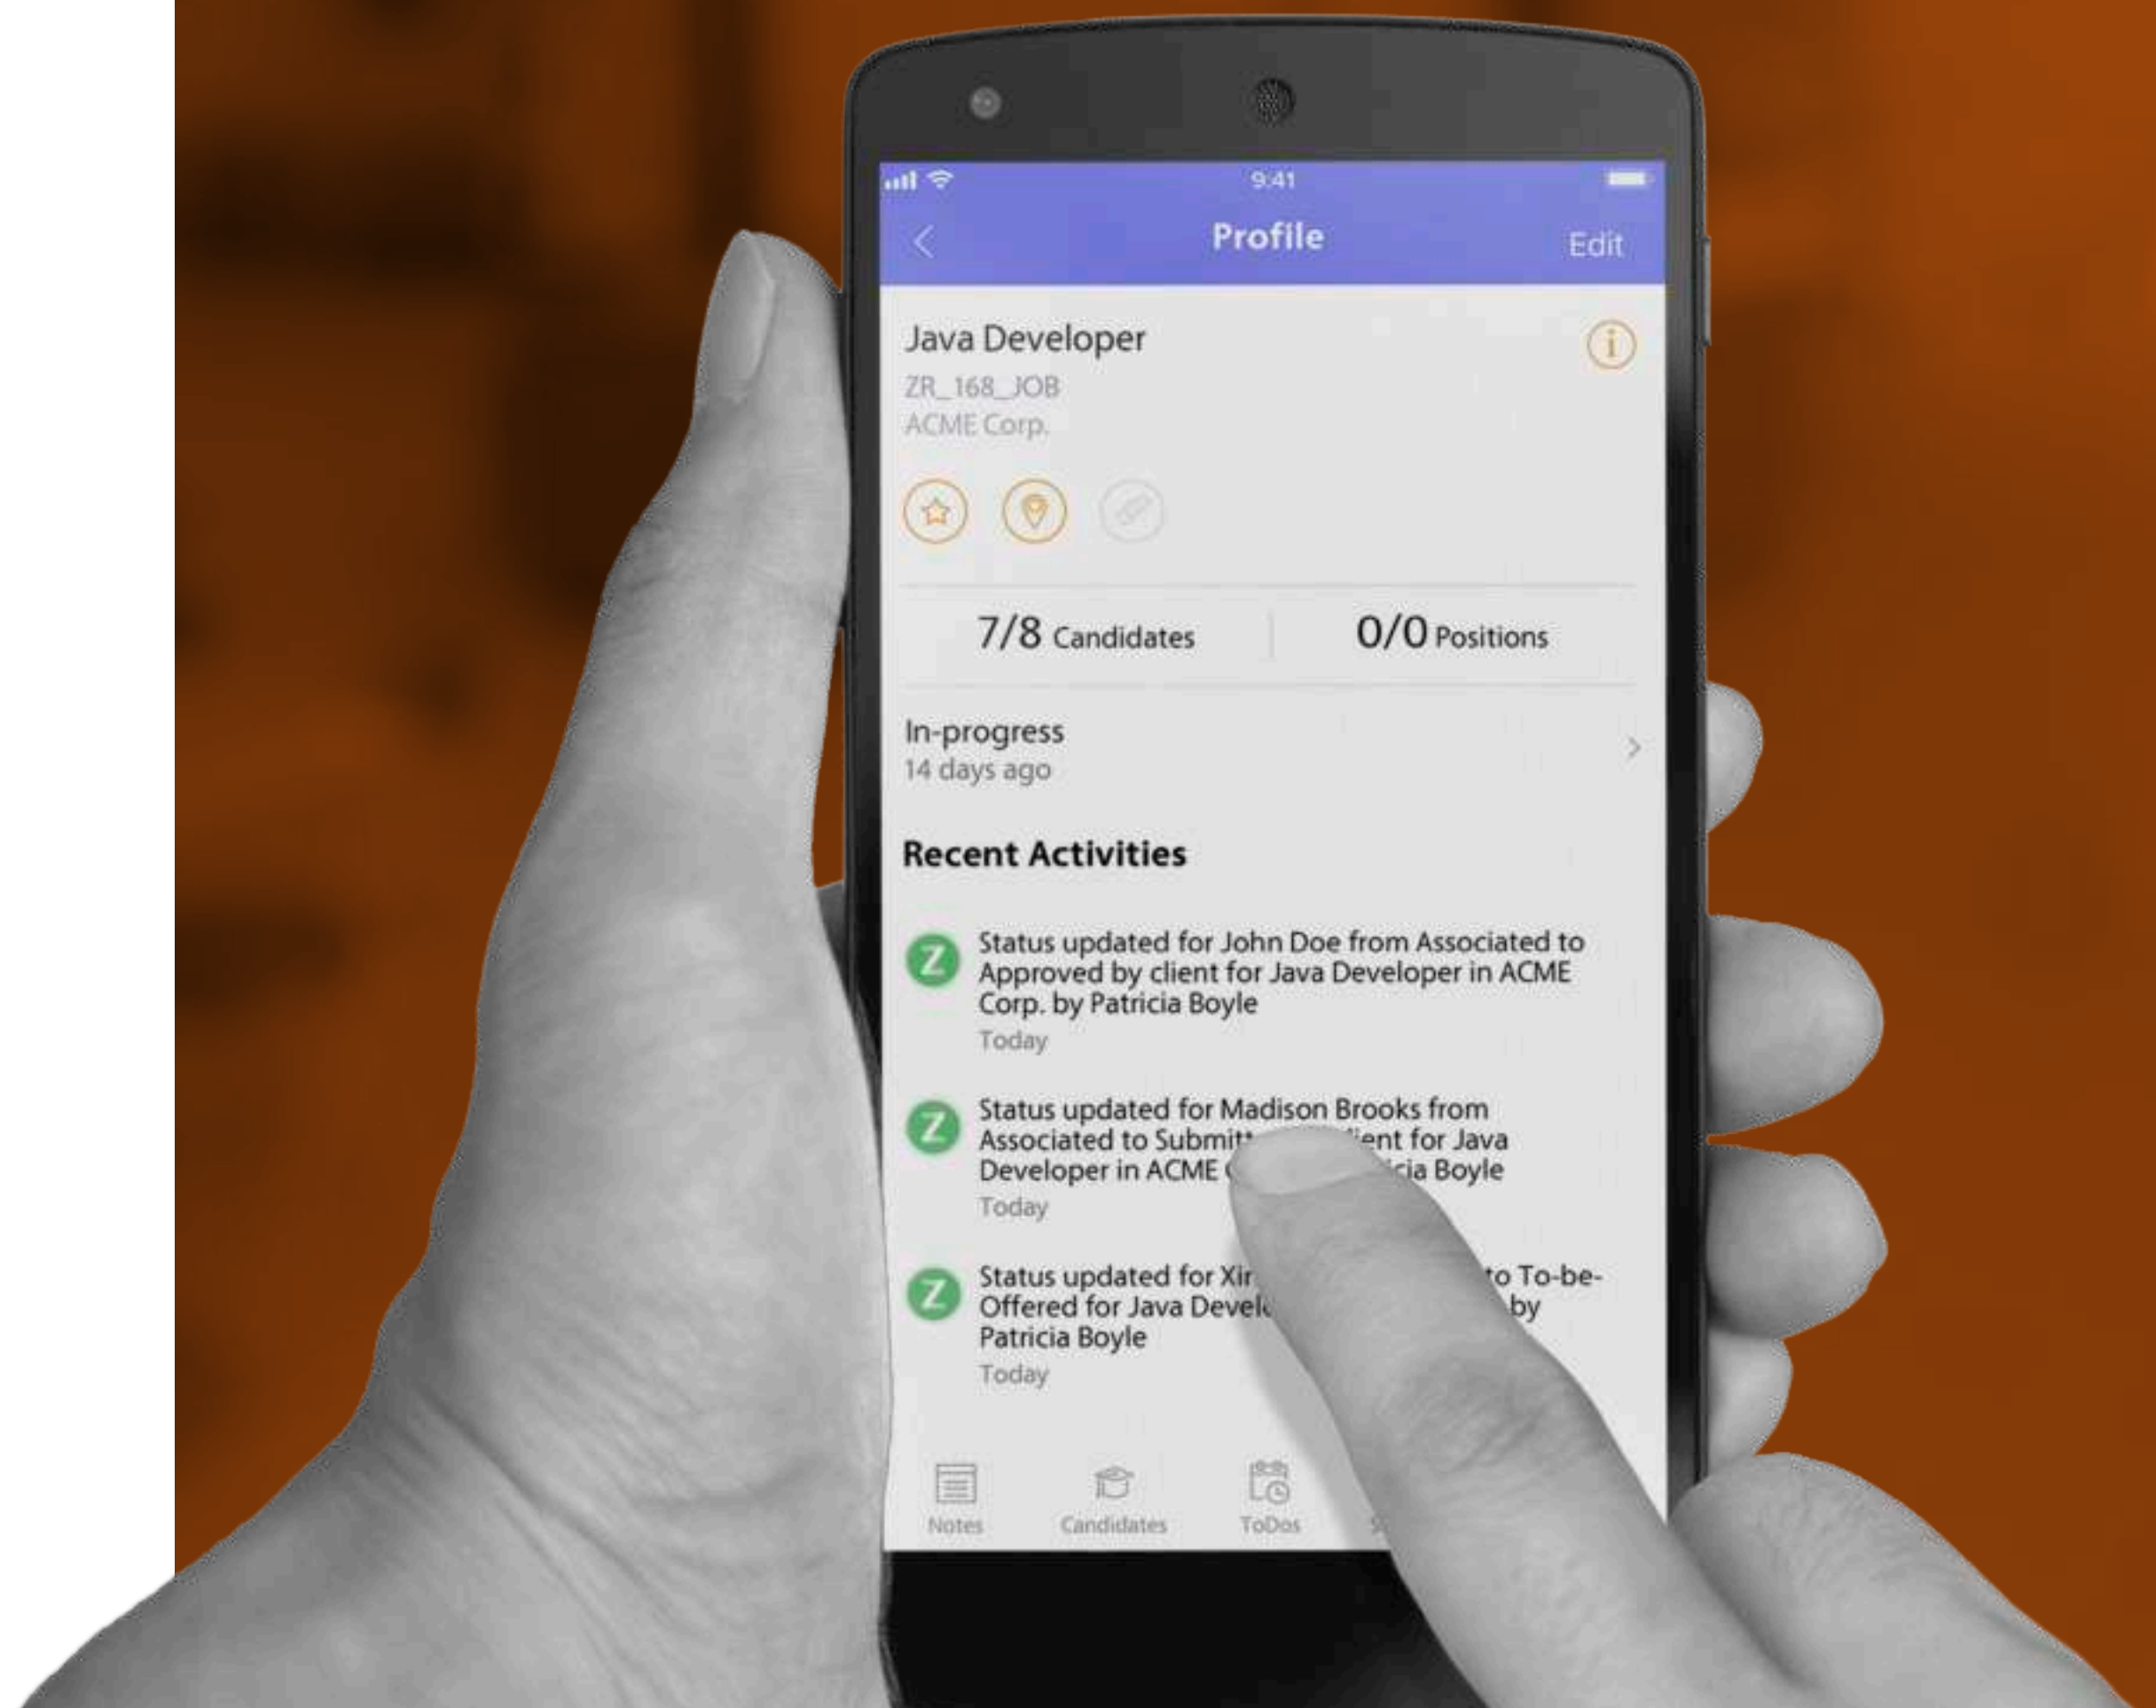 9:41
Profile
Edit
Java Developer
i
ZR_168_JOB
ACME Corp.
7/8 Candidates
0/0 Positions
In-progress
14 days ago
Recent Activities
Z
Status updated for John Doe from Associated to
Approved by client for Java Developer in ACME
Corp. by Patricia Boyle
Today
Z
Status updated for Madison Brooks from
Associated to for Java
Developer in ACME Boyle
Today
Z
Status updated for to To-be-
Offered for Java by
Patricia Boyle
Today
Notes
Candidates
ToDos